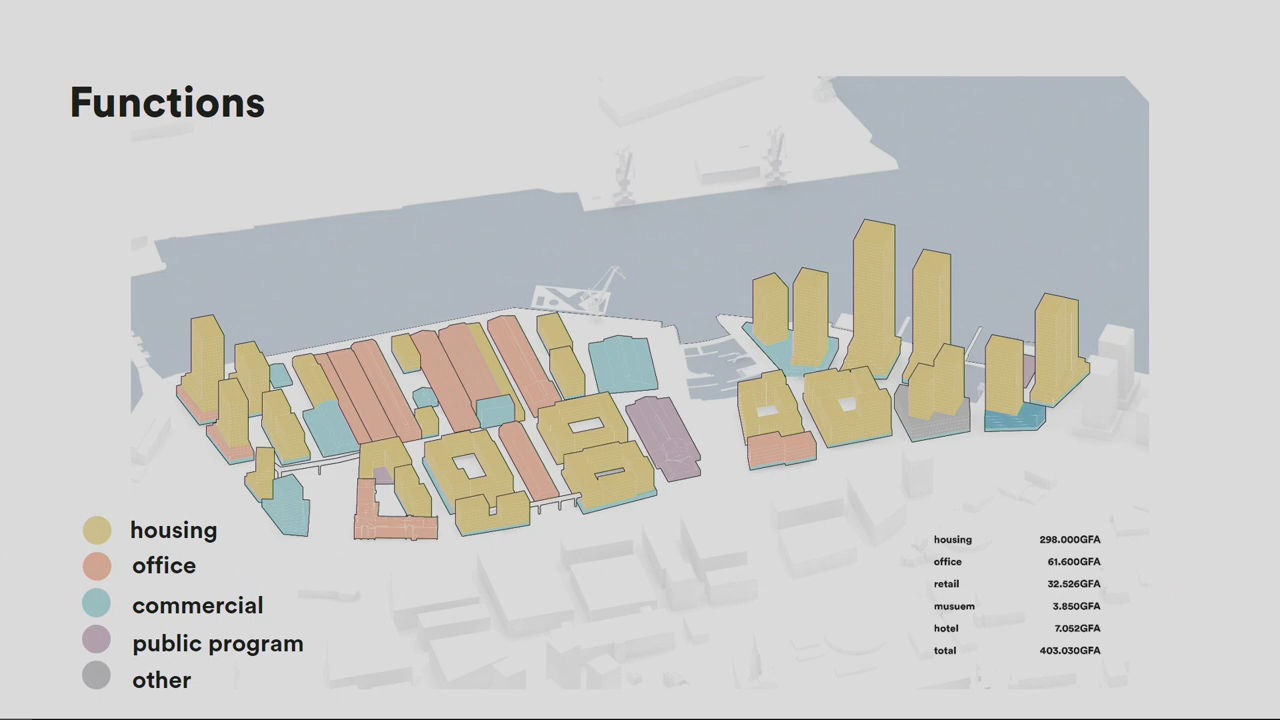 Functions
housing
office
commercial
public program
other
housing 298.000GFA
office 61.600GFA
retail 32.526GFA
musuem 3.850GFA
hotel 7.052GFA
total 403.030GFA